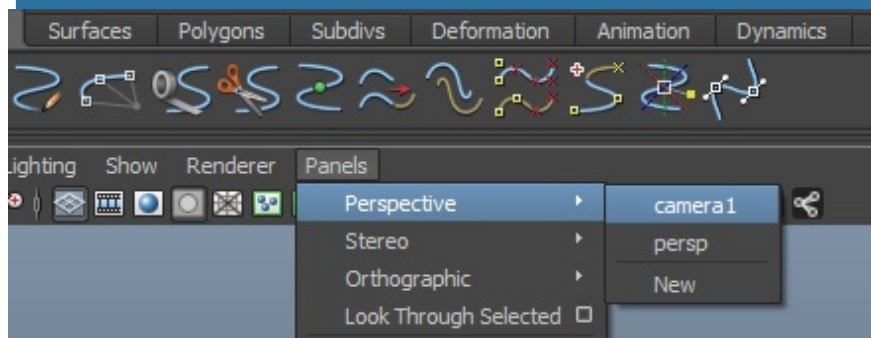 Surfaces Polygons Subdivs Deformation Animation Dynamics
Lighting Show Renderer Panels
Perspective camera1
Stereo persp
Orthographic New
Look Through Selected